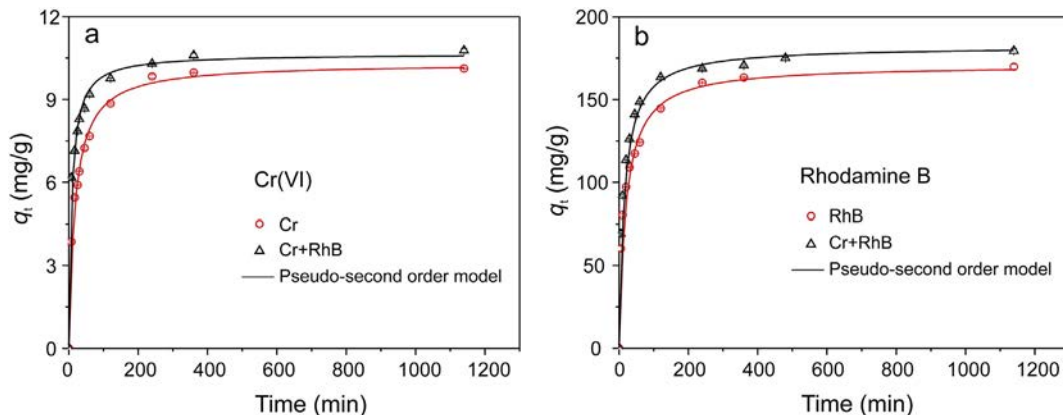 a
12
9
6
3
0
qt (mg/g)
Cr(VI)
Cr
Cr+RhB
Pseudo-second order model
0 200 400 600 800 1000 1200
Time (min)
b
200
150
100
50
0
qt (mg/g)
Rhodamine B
RhB
Cr+RhB
Pseudo-second order model
0 200 400 600 800 1000 1200
Time (min)